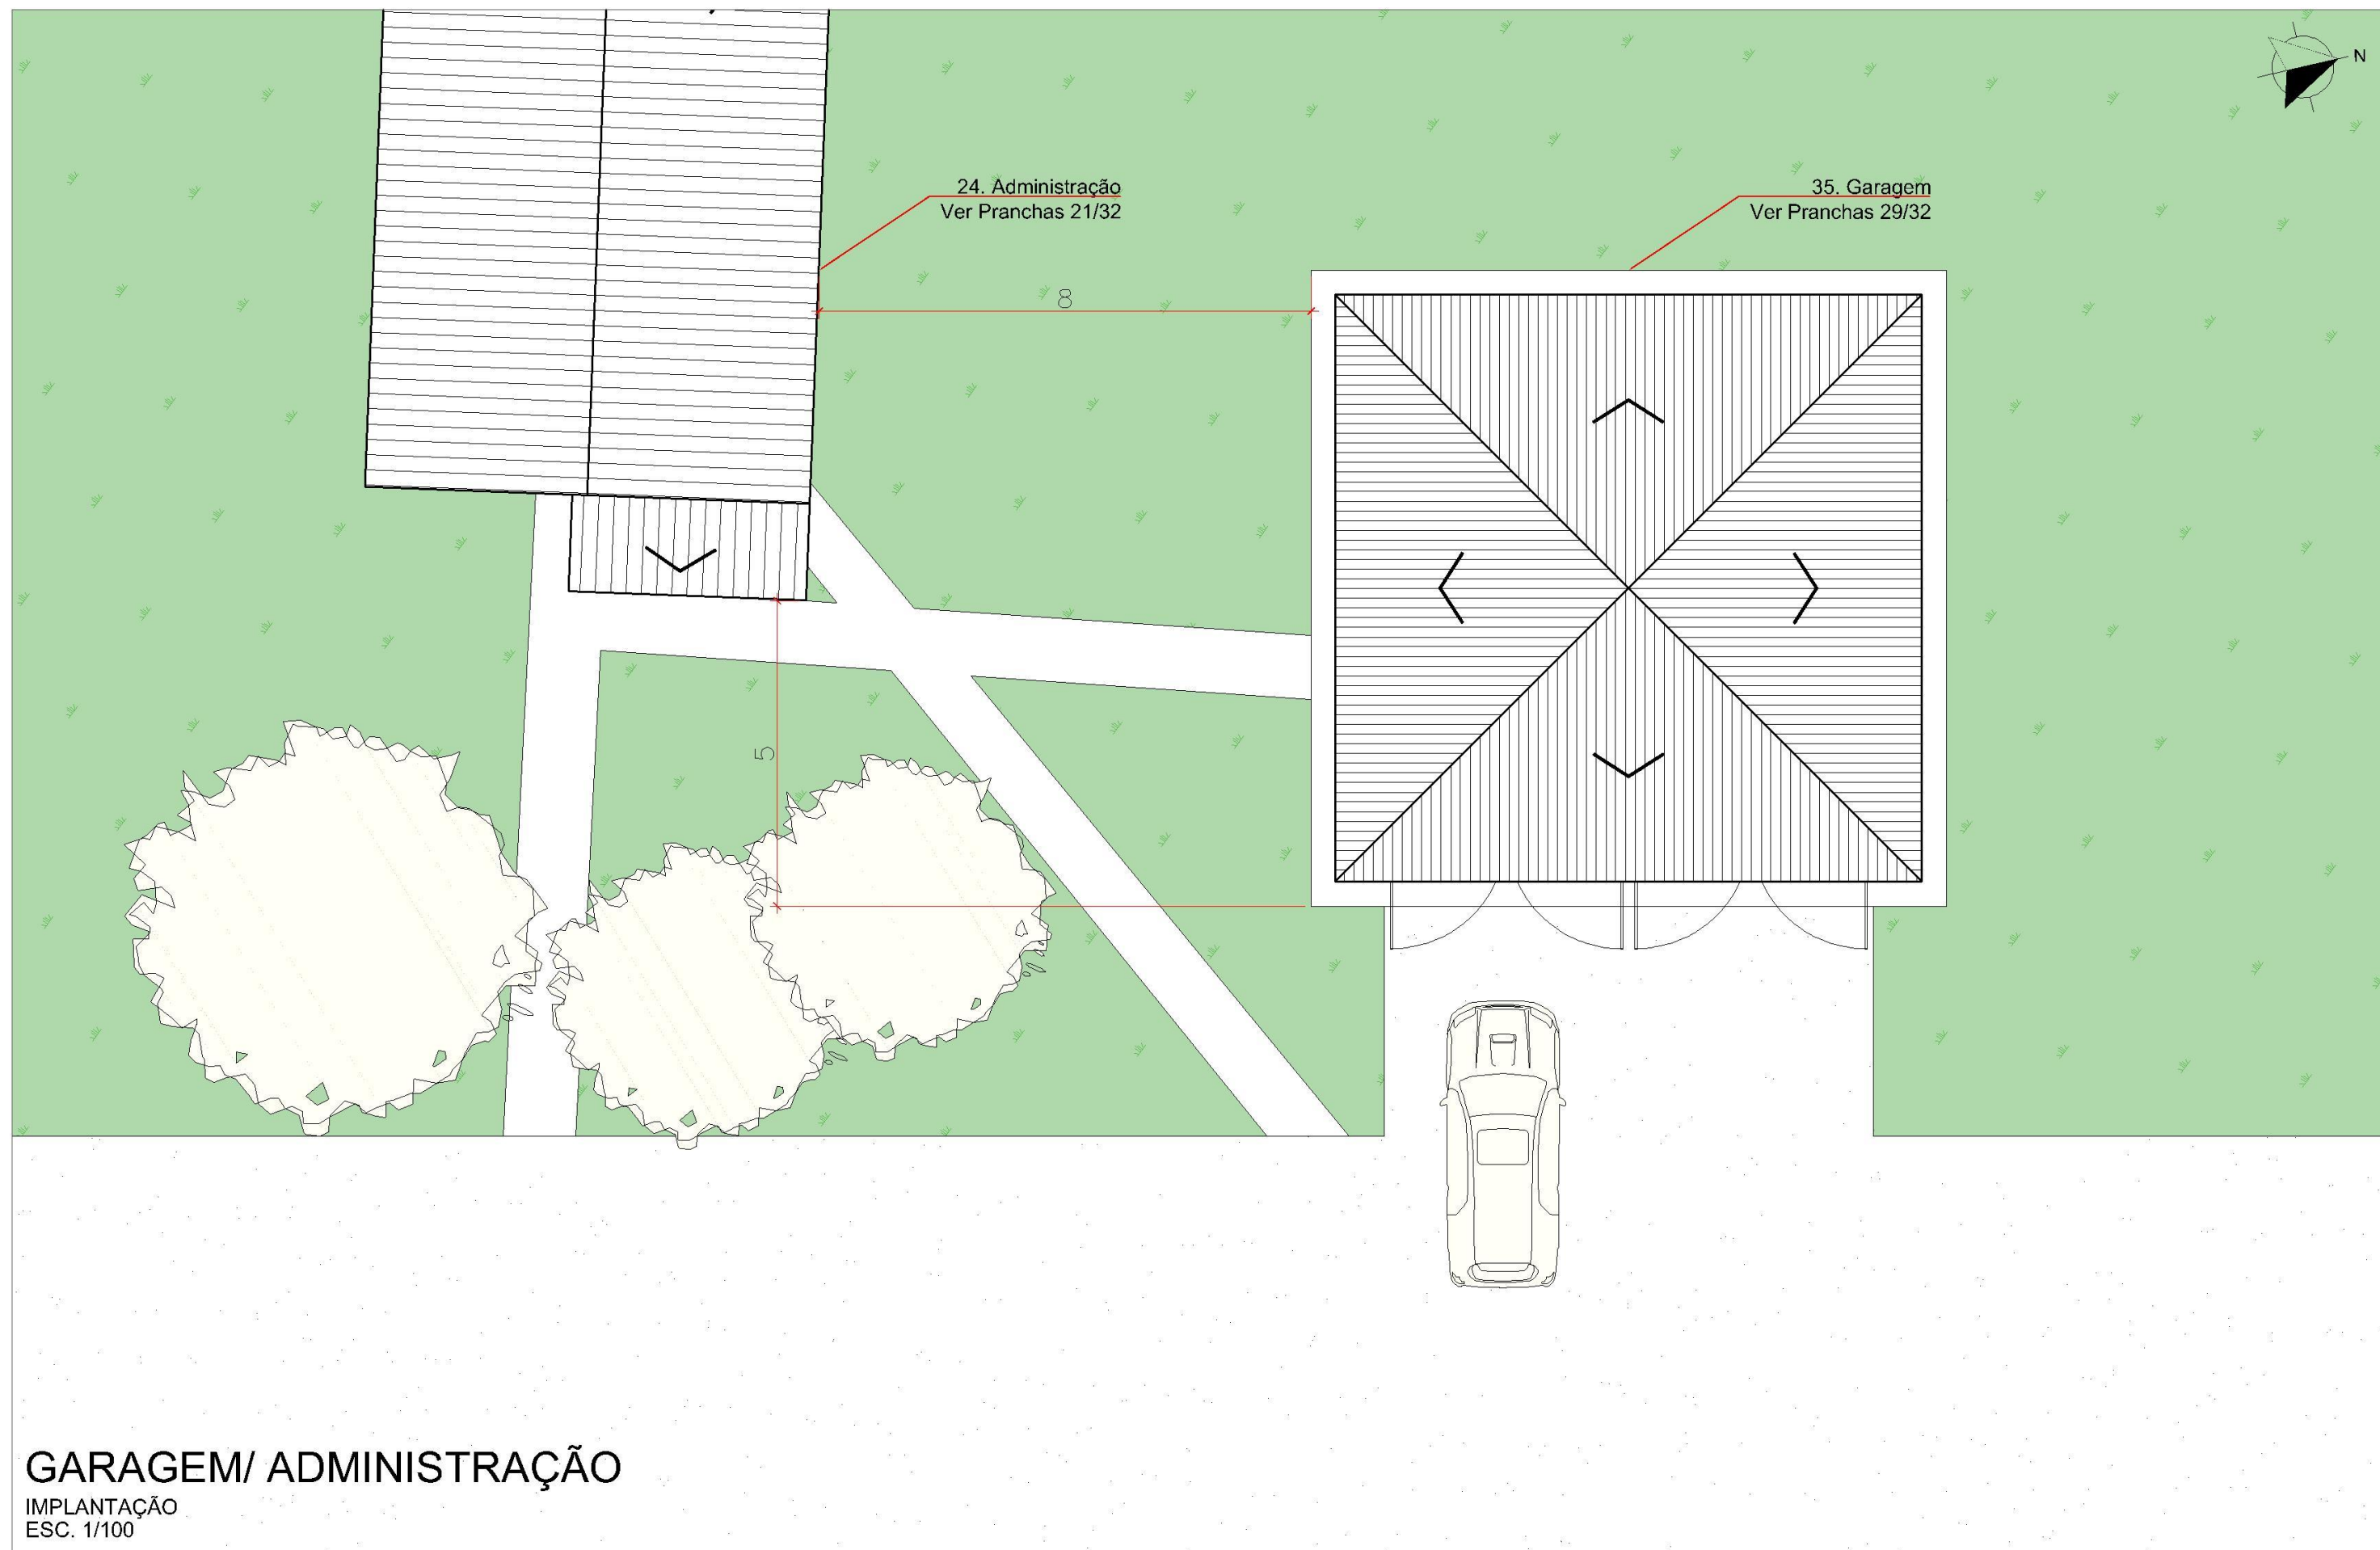 N
24. Administração
Ver Pranchas 21/32
35. Garagem
Ver Pranchas 29/32
8
5
GARAGEM/ ADMINISTRAÇÃO
IMPLANTAÇÃO
ESC. 1/100